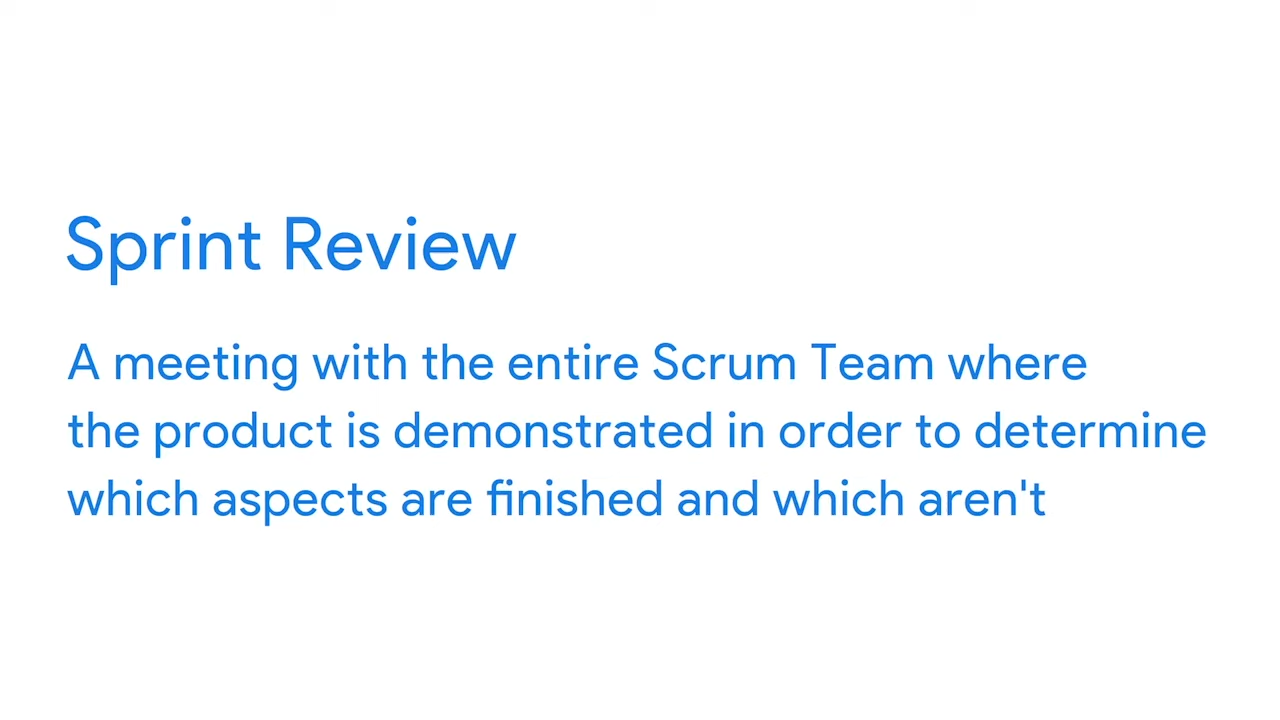 Sprint Review
A meeting with the entire Scrum Team where
the product is demonstrated in order to determine
which aspects are finished and which aren't